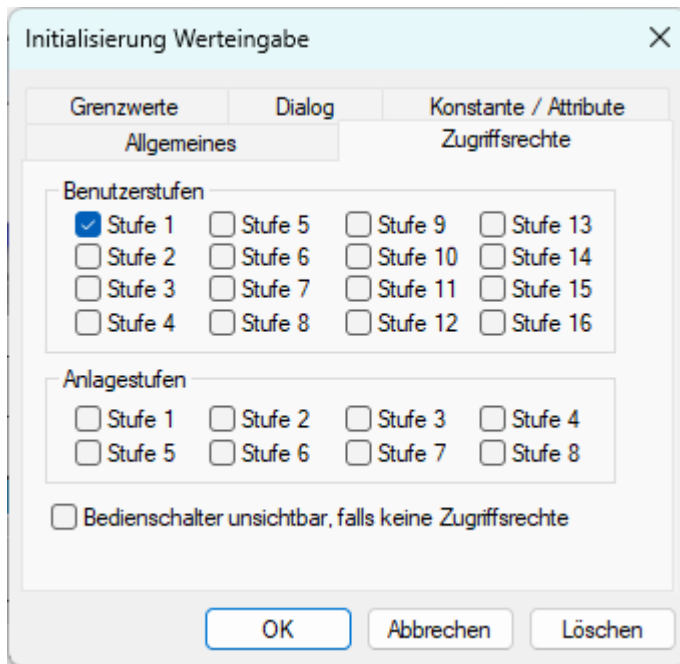 Initialisierung Werteingabe
Grenzwerte Dialog Konstante / Attribute
Allgemeines Zugriffsrechte
Benutzerstufen
Stufe 1 Stufe 5 Stufe 9 Stufe 13
Stufe 2 Stufe 6 Stufe 10 Stufe 14
Stufe 3 Stufe 7 Stufe 11 Stufe 15
Stufe 4 Stufe 8 Stufe 12 Stufe 16
Anlagestufen
Stufe 1 Stufe 2 Stufe 3 Stufe 4
Stufe 5 Stufe 6 Stufe 7 Stufe 8
Bedienschalter unsichtbar, falls keine Zugriffsrechte
OK Abbrechen Löschen